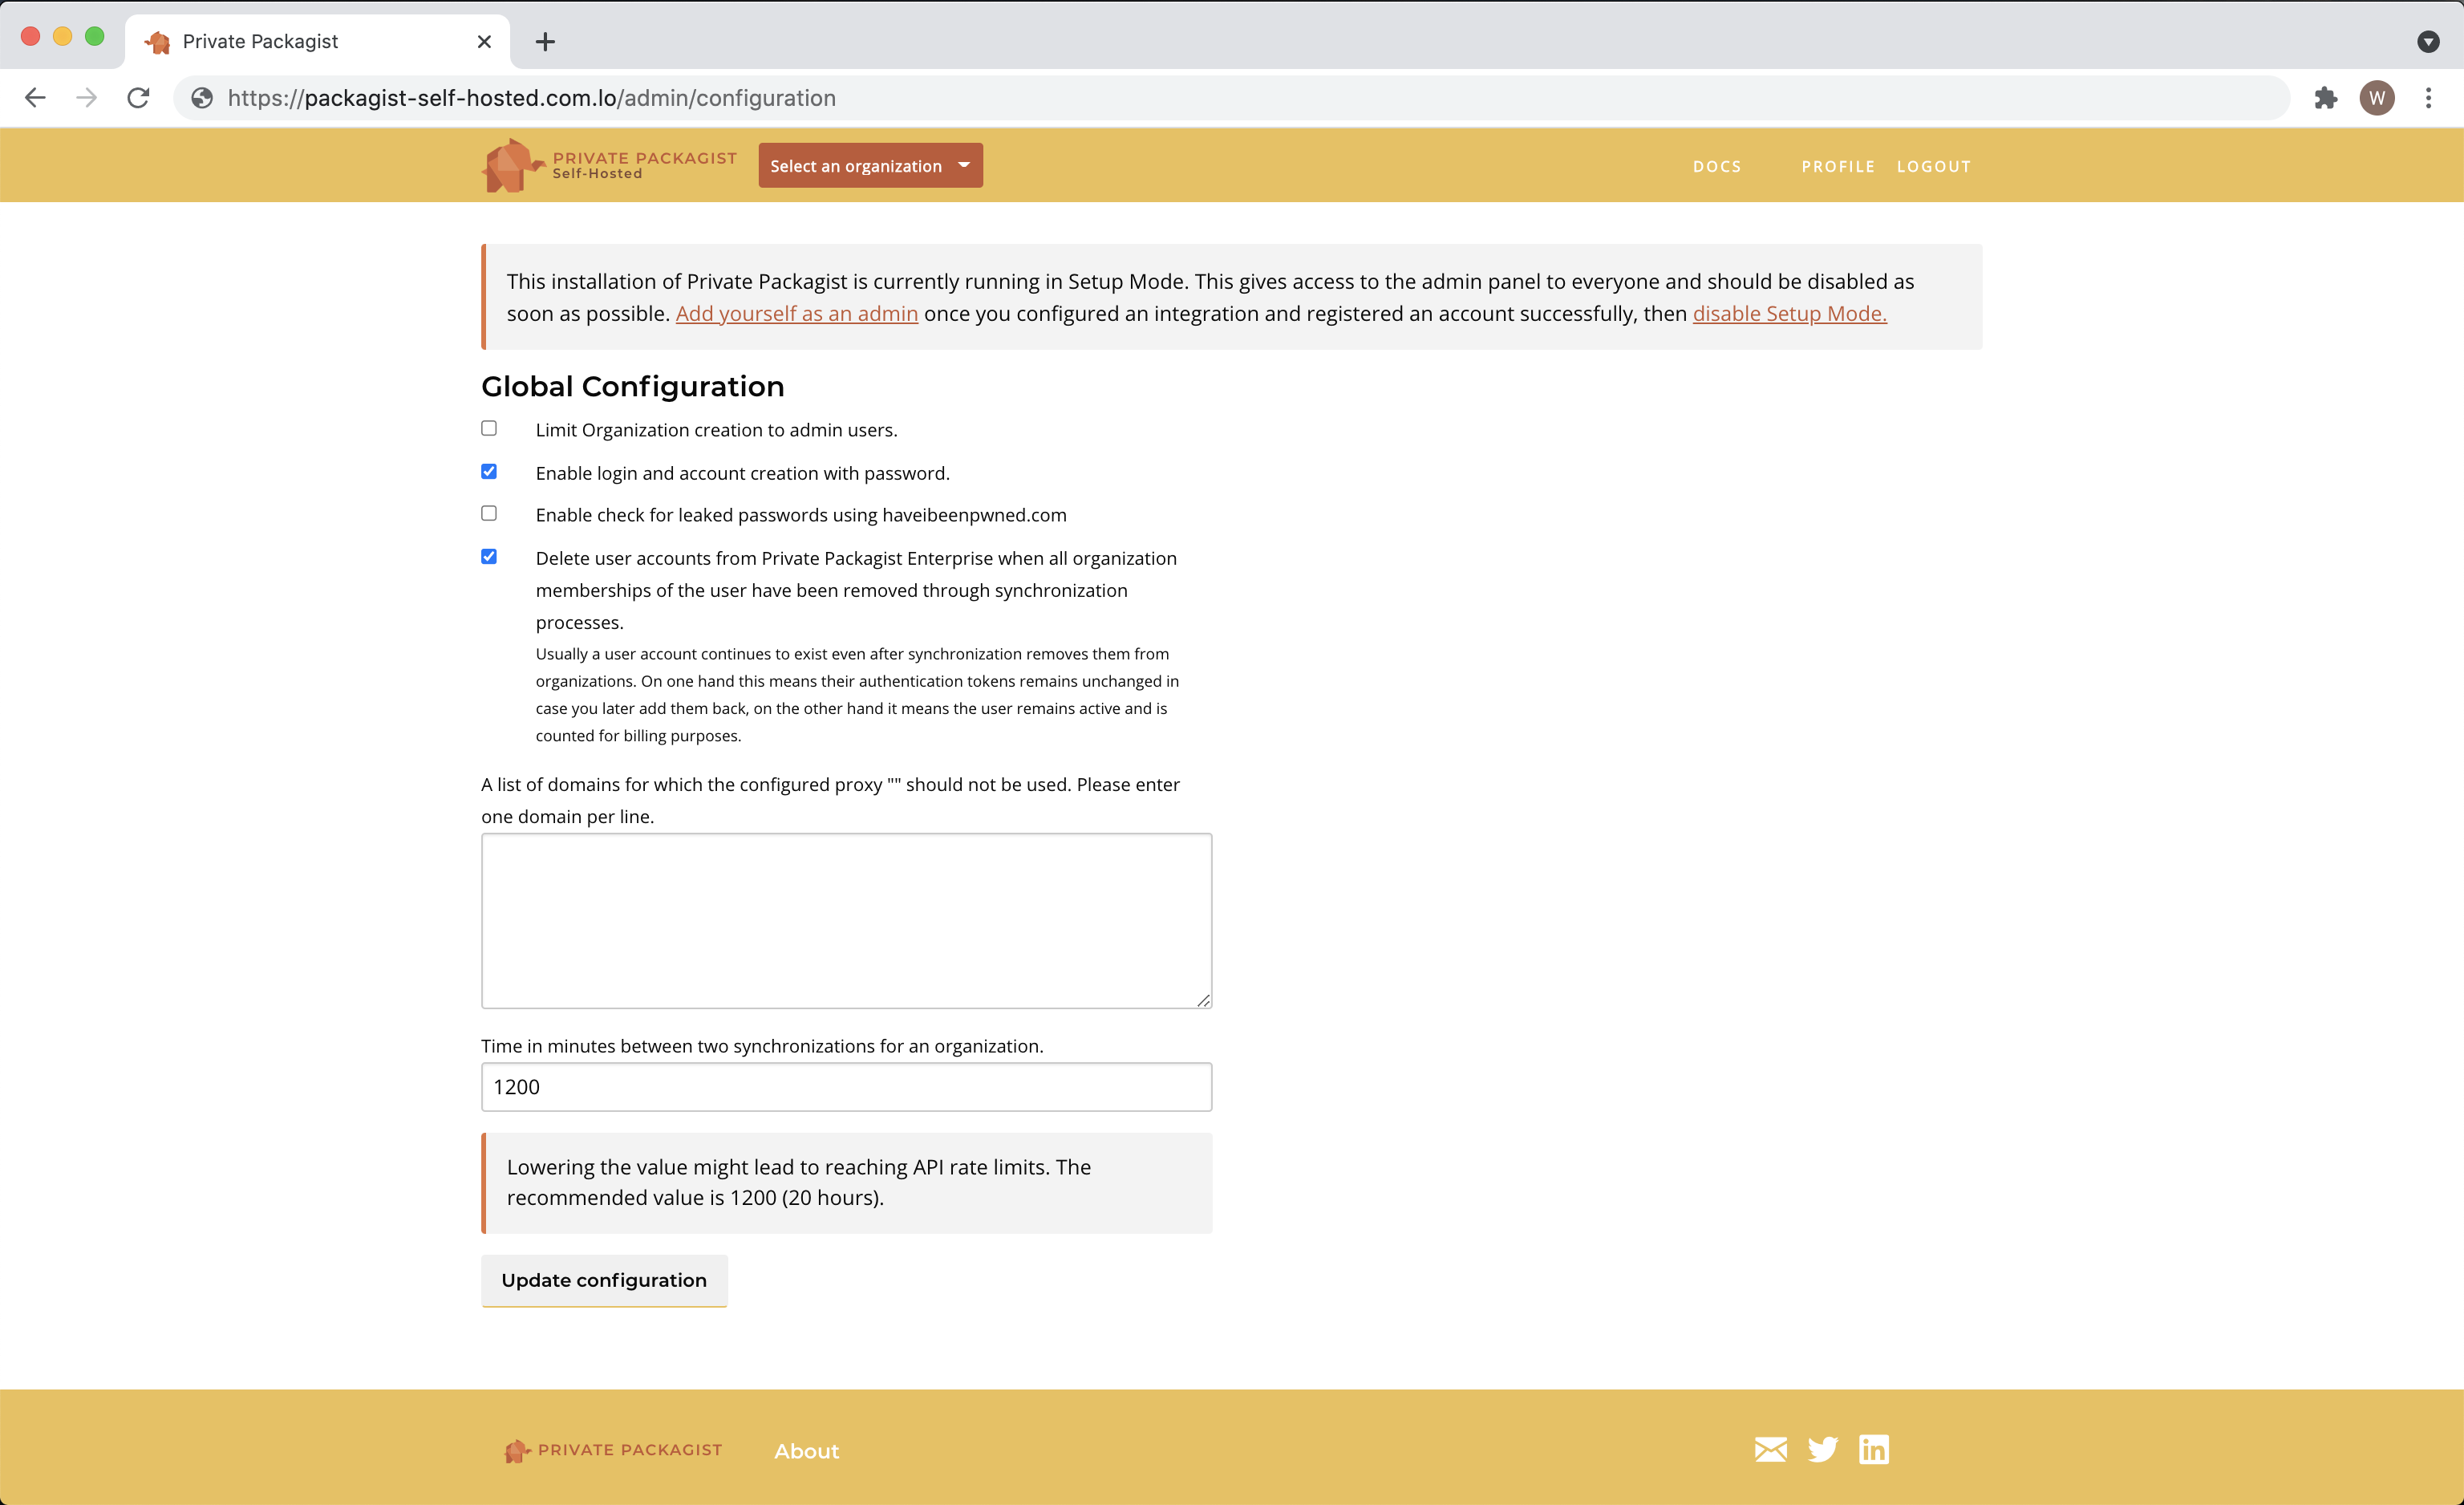 Private Packagist
https://packagist-self-hosted.com.lo/admin/configuration
W
PRIVATE PACKAGIST
Self-Hosted
Select an organization
DOCS
PROFILE
LOGOUT
This installation of Private Packagist is currently running in Setup Mode. This gives access to the admin panel to everyone and should be disabled as
soon as possible. Add yourself as an admin once you configured an integration and registered an account successfully, then disable Setup Mode.
Global Configuration
Limit Organization creation to admin users.
Enable login and account creation with password.
Enable check for leaked passwords using haveibeenpwned.com
Delete user accounts from Private Packagist Enterprise when all organization
memberships of the user have been removed through synchronization
processes.
Usually a user account continues to exist even after synchronization removes them from
organizations. On one hand this means their authentication tokens remains unchanged in
case you later add them back, on the other hand it means the user remains active and is
counted for billing purposes.
A list of domains for which the configured proxy "" should not be used. Please enter
one domain per line.
Time in minutes between two synchronizations for an organization.
1200
Lowering the value might lead to reaching API rate limits. The
recommended value is 1200 (20 hours).
Update configuration
PRIVATE PACKAGIST
About
in